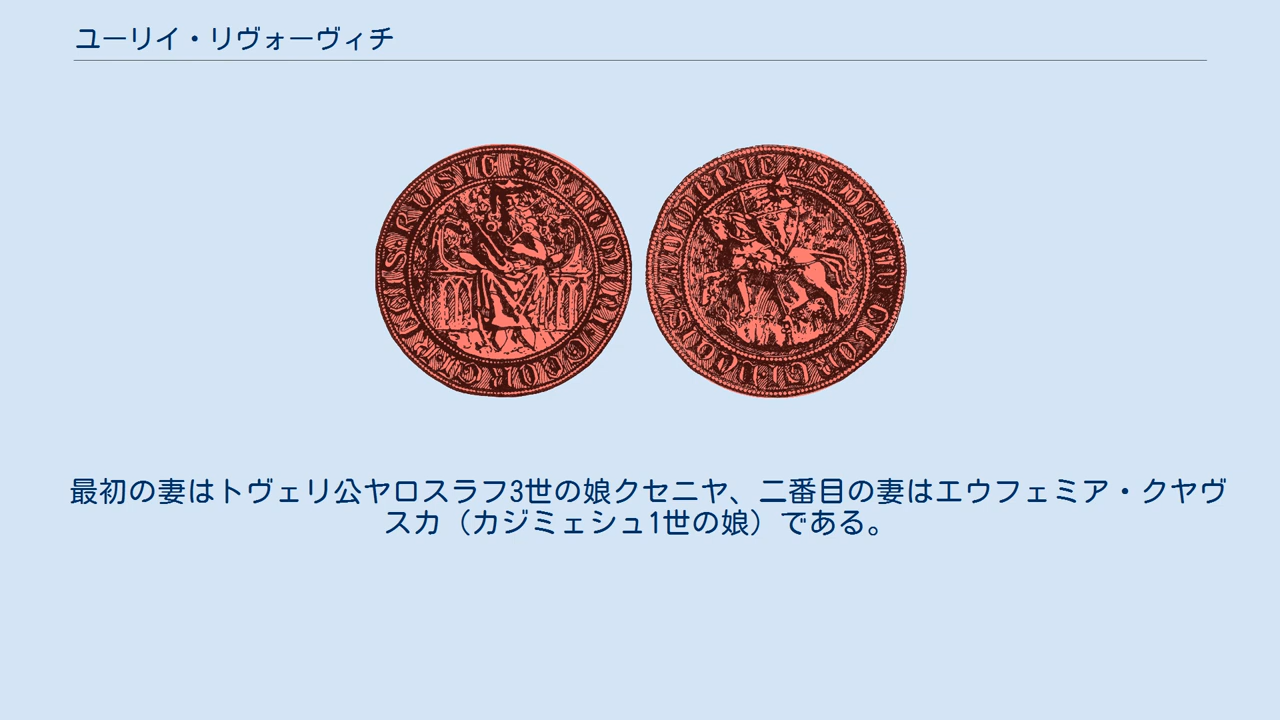 ユーリイ・リヴォーヴィチ
最初の妻はトヴェリ公ヤロスラフ3世の娘クセニヤ、二番目の妻はエウフェミア・クヤヴ
スカ（カジミェシュ1世の娘）である。